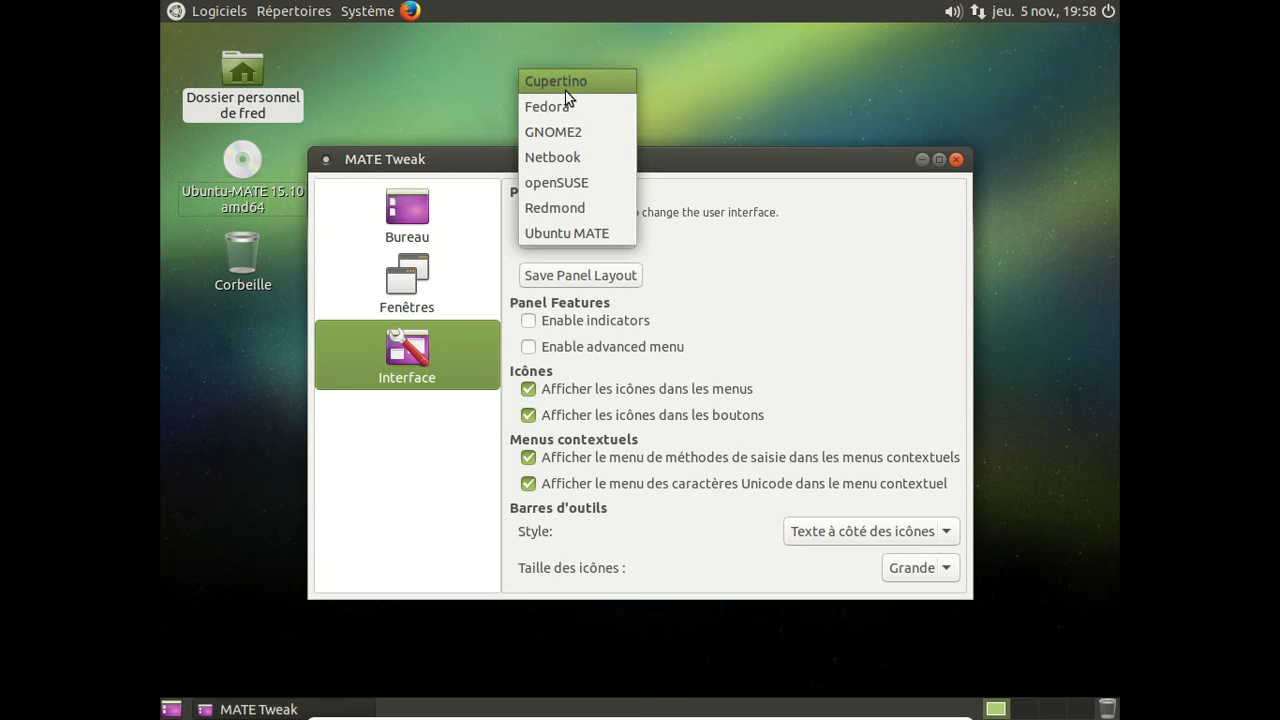 Logiciels Répertoires Système
jeu. 5 nov., 19:58
Dossier personnel
de fred
Ubuntu-MATE 15.10
amd64
Corbeille
MATE Tweak
Bureau
Fenêtres
Interface
Cupertino
Fedora
GNOME2
Netbook
openSUSE
Redmond
Ubuntu MATE
change the user interface.
Save Panel Layout
Panel Features
Enable indicators
Enable advanced menu
Icônes
Afficher les icônes dans les menus
Afficher les icônes dans les boutons
Menus contextuels
Afficher le menu de méthodes de saisie dans les menus contextuels
Afficher le menu des caractères Unicode dans le menu contextuel
Barres d'outils
Style:
Texte à côté des icônes
Taille des icônes :
Grande
MATE Tweak